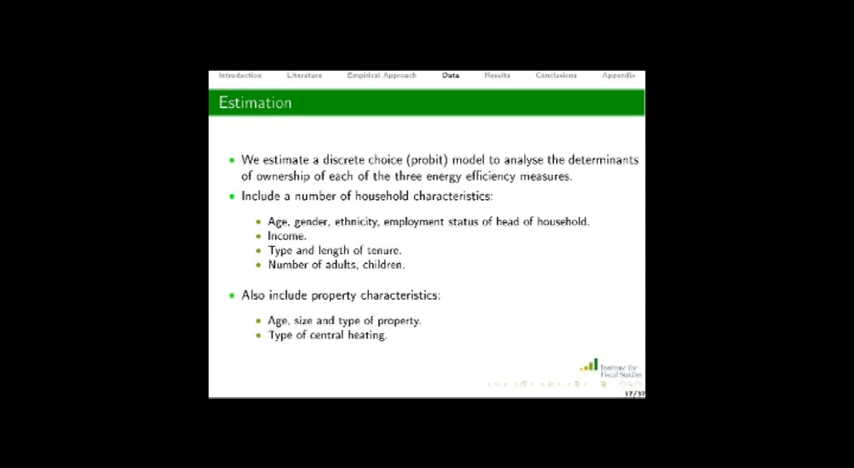 Introduction Literature Empirical Approach Data Results Conclusions Appendix
Estimation
We estimate a discrete choice (probit) model to analyse the determinants
of ownership of each of the three energy efficiency measures.
Include a number of household characteristics:
Age, gender, ethnicity, employment status of head of household.
Income.
Type and length of tenure.
Number of adults, children.
Also include property characteristics:
Age, size and type of property.
Type of central heating.
Institute for
Fiscal Studies